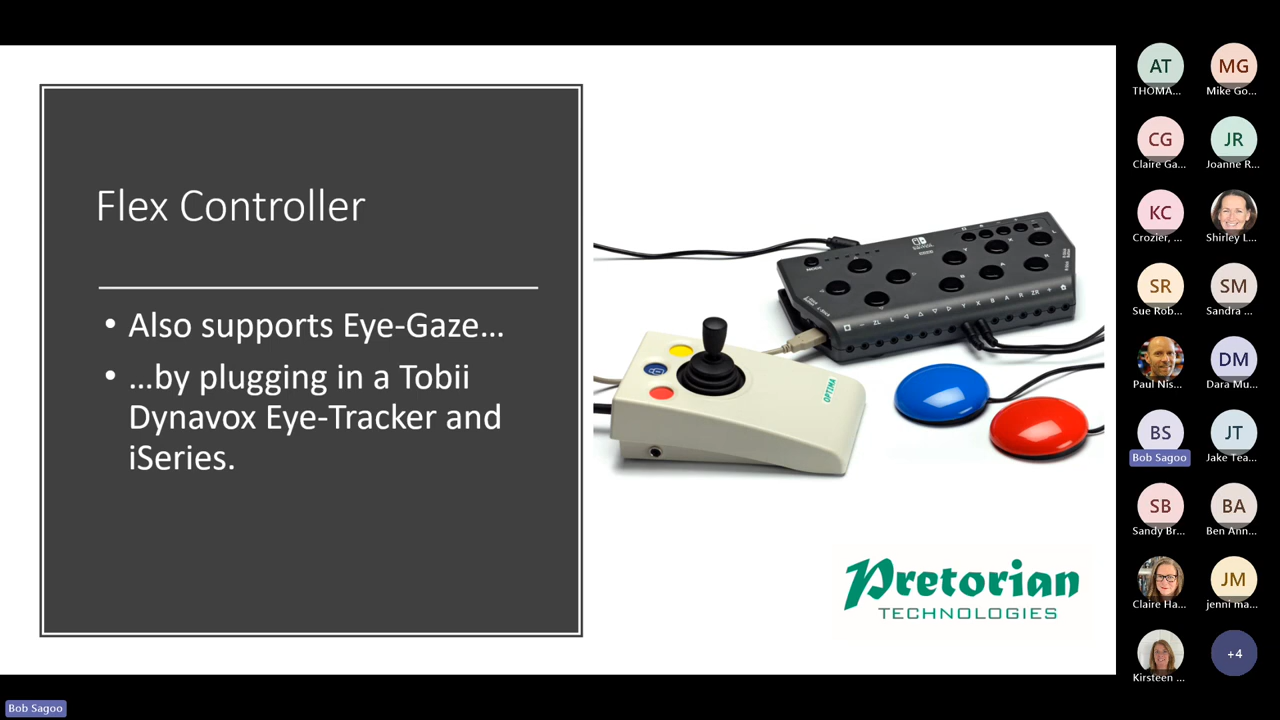 Flex Controller
• Also supports Eye-Gaze...
• ...by plugging in a Tobii
Dynavox Eye-Tracker and
iSeries.
OPTIMA
Pretorian
TECHNOLOGIES
AT
THOMA...
MG
Mike Go...
CG
Claire Ga...
JR
Joanne R...
KC
Crozier, ...
Shirley L...
SR
Sue Rob...
SM
Sandra ...
Paul Nis...
DM
Dara Mu...
BS
Bob Sagoo
JT
Jake Tea...
SB
Sandy Br...
BA
Ben Ann...
Claire Ha...
JM
jenni ma...
Kirsteen ...
+4
Bob Sagoo